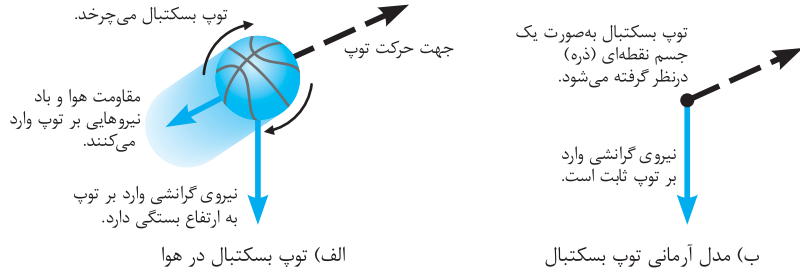 توپ بسکتبال می‌چرخد.
جهت حرکت توپ
مقاومت هوا و باد
نیروهایی بر توپ وارد
می‌کنند.
نیروی گرانشی وارد بر توپ
به ارتفاع بستگی دارد.
الف) توپ بسکتبال در هوا
توپ بسکتبال به‌صورت یک
جسم نقطه‌ای (ذره)
درنظر گرفته می‌شود.
نیروی گرانشی وارد
بر توپ ثابت است.
ب) مدل آرمانی توپ بسکتبال